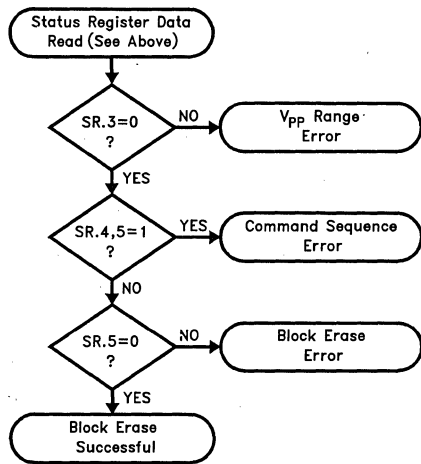 Status Register Data
Read (See Above)
SR.3=0
?
NO
VPP Range
Error
YES
SR.4,5=1
?
YES
Command Sequence
Error
NO
SR.5=0
?
NO
Block Erase
Error
YES
Block Erase
Successful